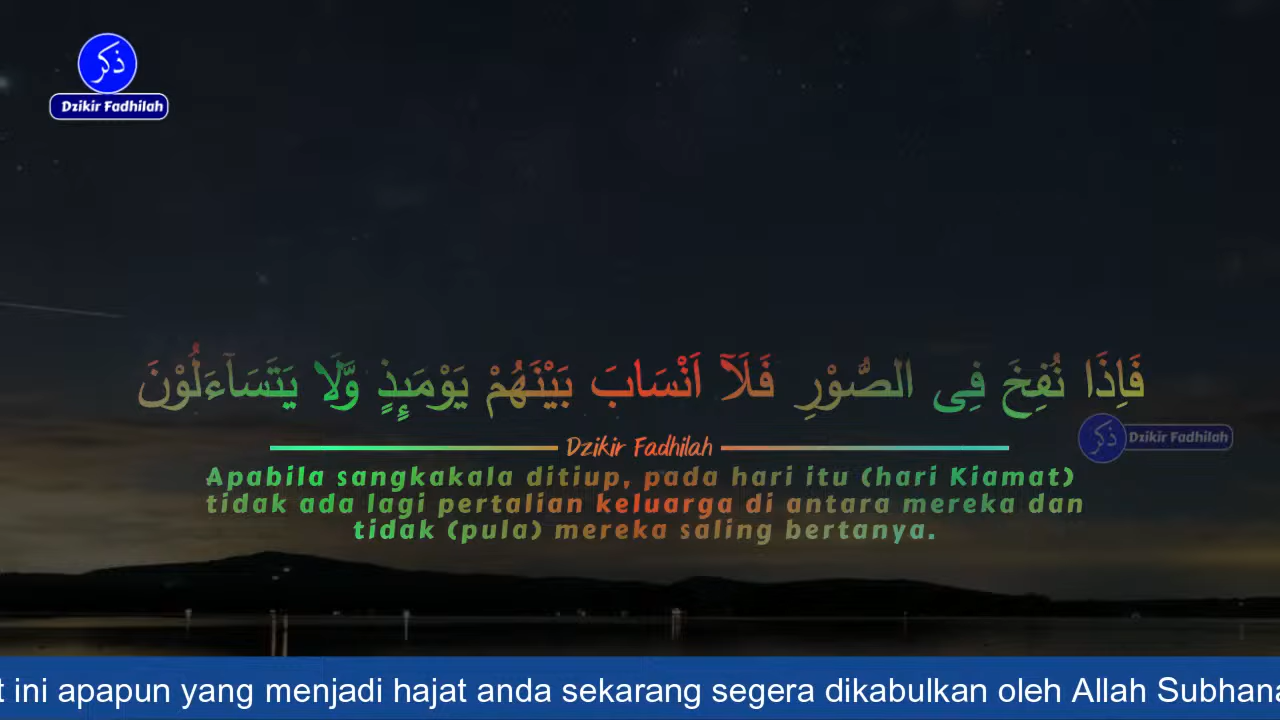 ذكر
Dzikir Fadhilah
فَاِذَا نُفِخَ فِى الصُّوْرِ فَلَآ اَنْسَابَ بَيْنَهُمْ يَوْمَىِٕذٍ وَّلَا يَتَسَاۤءَلُوْنَ
ذكر
Dzikir Fadhilah
Dzikir Fadhilah
Apabila sangkakala ditiup, pada hari itu (hari Kiamat)
tidak ada lagi pertalian keluarga di antara mereka dan
tidak (pula) mereka saling bertanya.
t ini apapun yang menjadi hajat anda sekarang segera dikabulkan oleh Allah Subhana